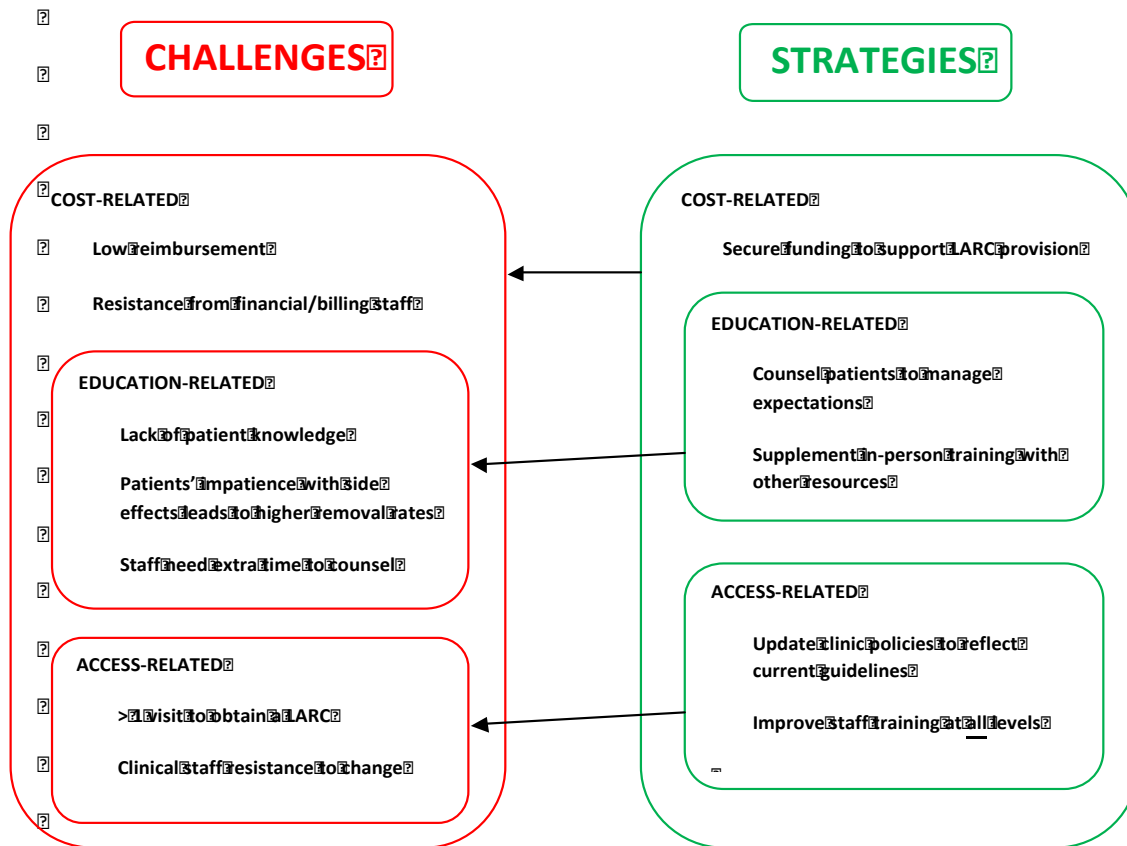 CHALLENGES
STRATEGIES
COST-RELATED
Low reimbursement
Resistance from financial/billing staff
EDUCATION-RELATED
Lack of patient knowledge
Patients’ impatience with side
effects leads to higher removal rates
Staff need extra time to counsel
ACCESS-RELATED
> 1 visit to obtain a LARC
Clinical staff resistance to change
COST-RELATED
Secure funding to support LARC provision
EDUCATION-RELATED
Counsel patients to manage
expectations
Supplement in-person training with
other resources
ACCESS-RELATED
Update clinic policies to reflect
current guidelines
Improve staff training at all levels